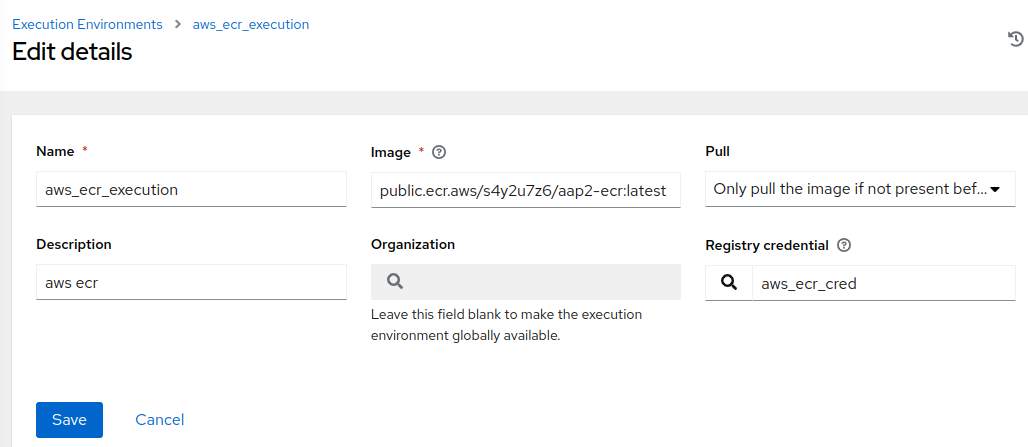 Execution Environments > aws_ecr_execution
Edit details
Name *
Image *
Pull
aws_ecr_execution
public.ecr.aws/s4y2u7z6/aap2-ecr:latest
Only pull the image if not present bef...
Description
Organization
Registry credential
aws ecr
aws_ecr_cred
Leave this field blank to make the execution
environment globally available.
Save
Cancel